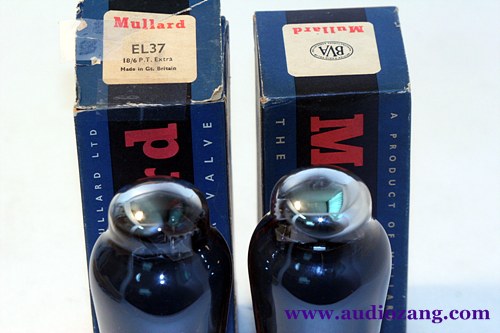 Mullard
EL37
18/6 P.T. Extra
Made in Gt. Britain
MULLARD LTD
VALVE
Mullard
BVA
M
THE
A PRODUCT OF MULLARD
www.audiozang.com